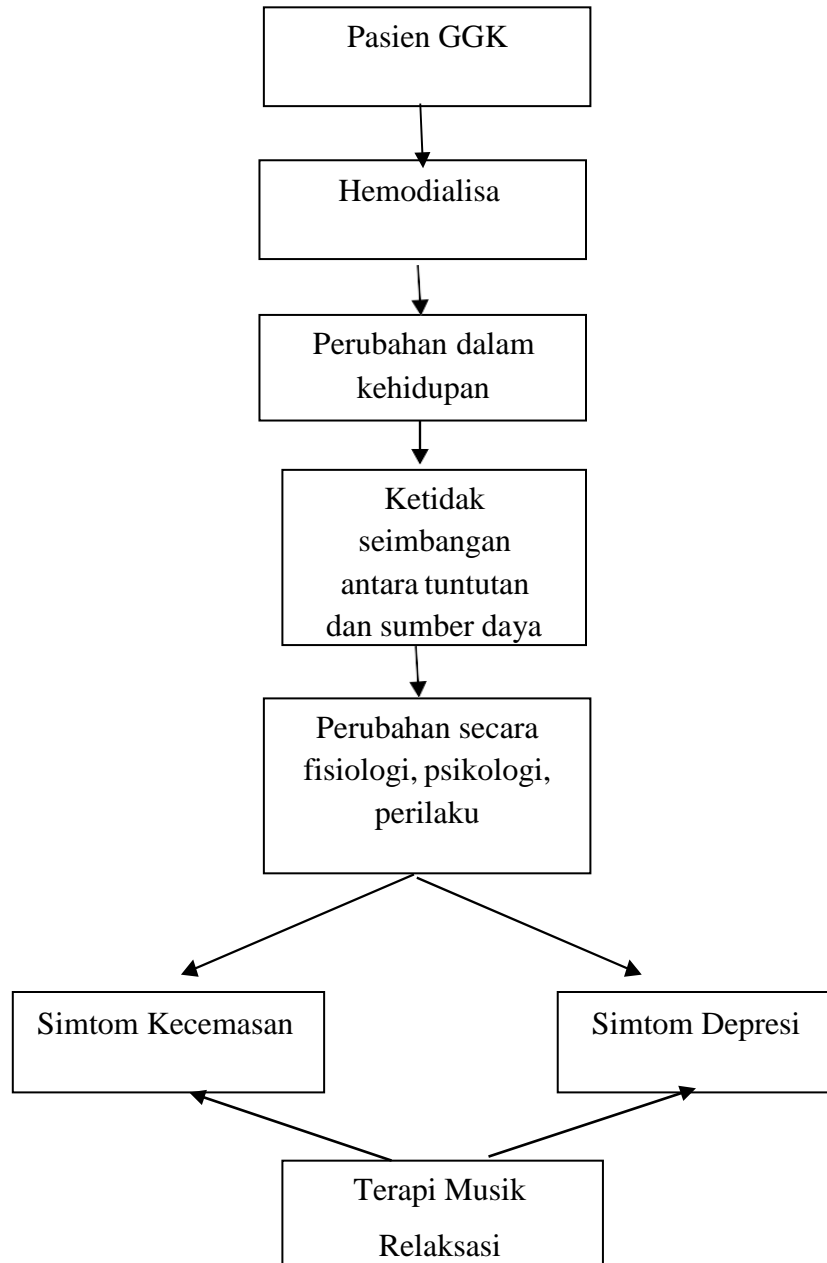 Pasien GGK
Hemodialisa
Perubahan dalam
kehidupan
Ketidak
seimbangan
antara tuntutan
dan sumber daya
Perubahan secara
fisiologi, psikologi,
perilaku
Simtom Kecemasan
Simtom Depresi
Terapi Musik
Relaksasi